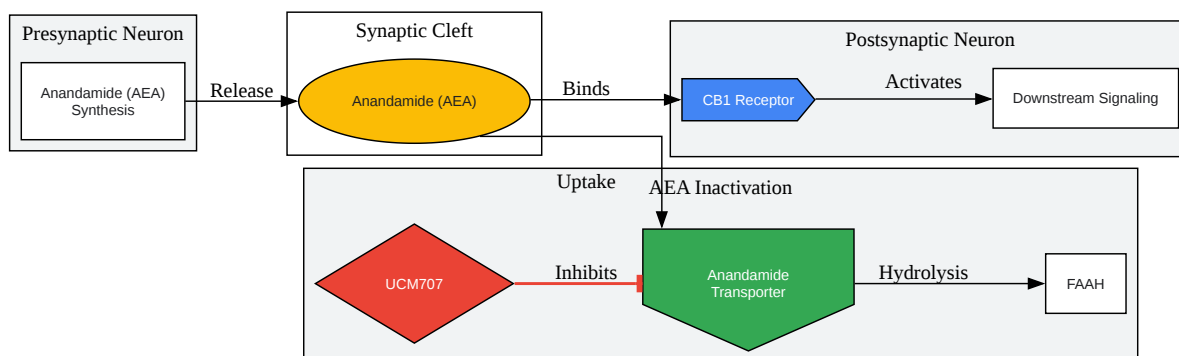 Presynaptic Neuron
Anandamide (AEA)
Synthesis
Release
Synaptic Cleft
Anandamide (AEA)
Binds
Postsynaptic Neuron
CB1 Receptor
Activates
Downstream Signaling
Uptake
AEA Inactivation
UCM707
Inhibits
Anandamide
Transporter
Hydrolysis
FAAH